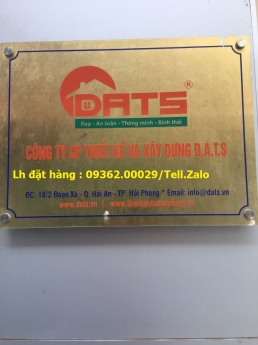 DATS®
Đẹp - An toàn - Thông minh - Sinh thái
CÔNG TY CP THIẾT KẾ VÀ XÂY DỰNG D.A.T.S
Lh đặt hàng : 09362.00029/Tell.Zalo
ĐC: 18/2 Đoạn Xá - Q. Hải An - TP. Hải Phòng * Email: info@dats.vn
www.dats.vn |